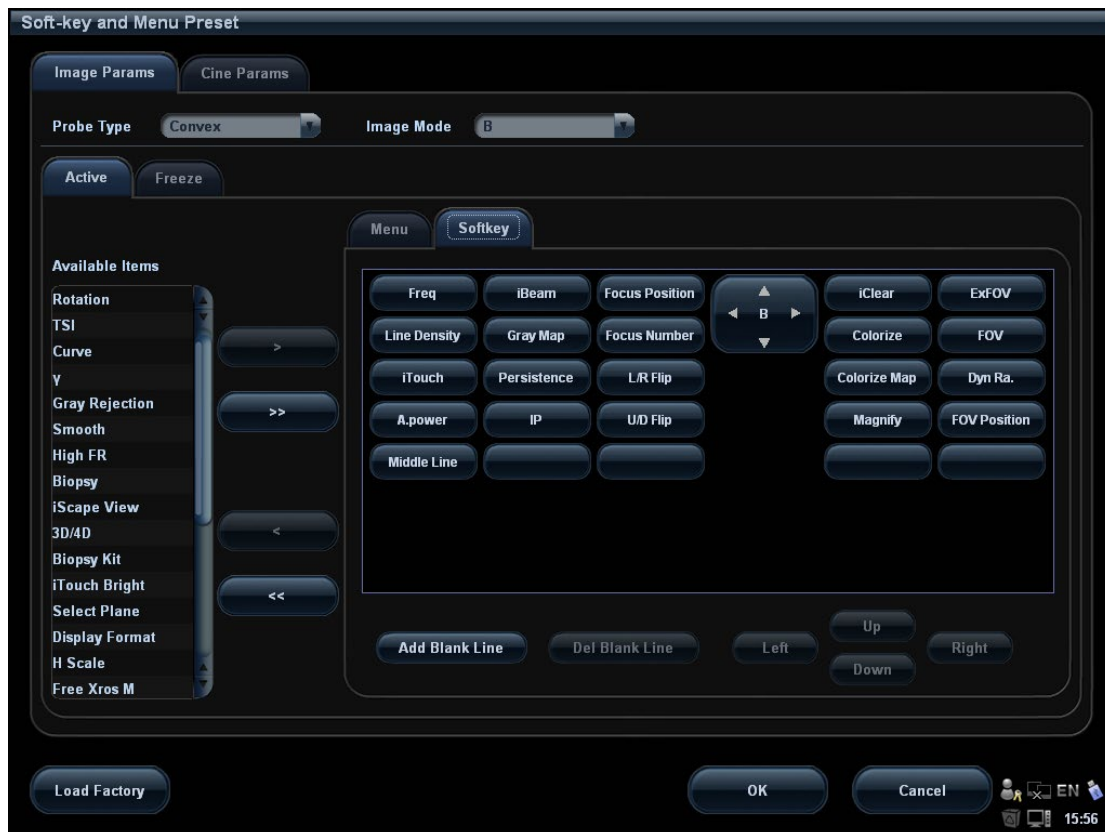 Soft-key and Menu Preset
Image Params Cine Params
Probe Type Convex Image Mode B
Active Freeze
Menu Softkey
Available Items
Rotation
TSI
Curve
γ
Gray Rejection
Smooth
High FR
Biopsy
iScape View
3D/4D
Biopsy Kit
iTouch Bright
Select Plane
Display Format
H Scale
Free Xros M
>
>>
<
<<
Freq iBeam Focus Position B iClear ExFOV
Line Density Gray Map Focus Number Colorize FOV
iTouch Persistence L/R Flip Colorize Map Dyn Ra.
A.power IP U/D Flip Magnify FOV Position
Middle Line
Add Blank Line Del Blank Line Left Up Right
Down
Load Factory OK Cancel EN
15:56